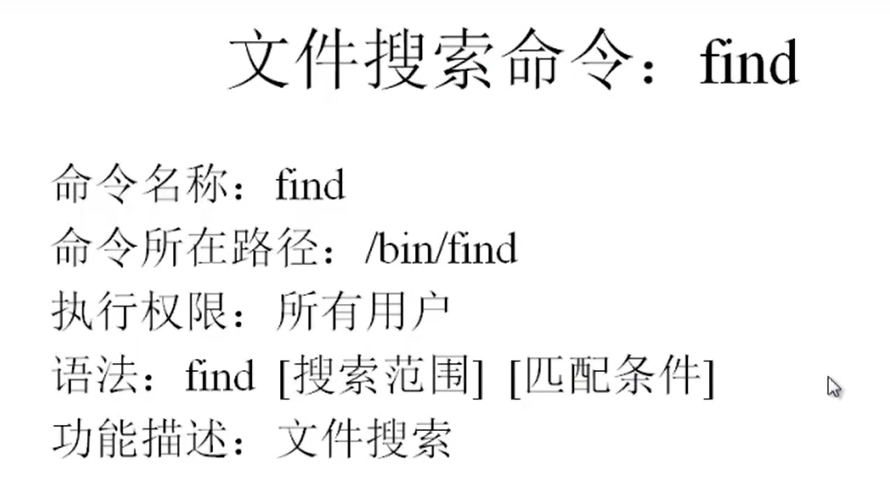 文件搜索命令：find
命令名称：find
命令所在路径：/bin/find
执行权限：所有用户
语法：find [搜索范围] [匹配条件]
功能描述：文件搜索